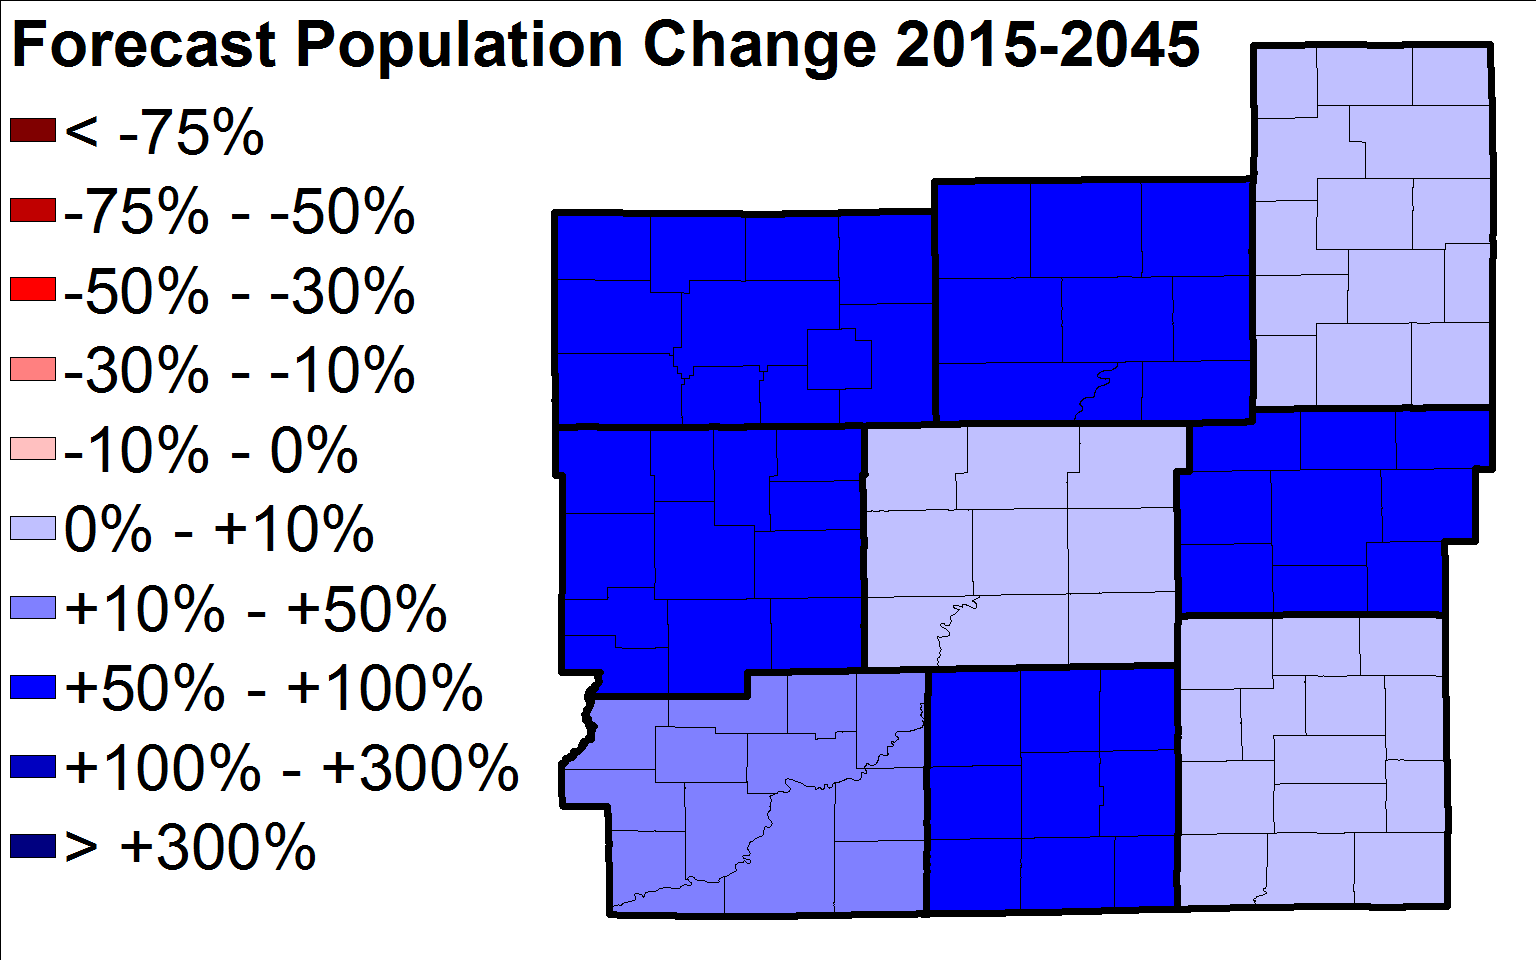 Forecast Population Change 2015-2045
< -75%
-75% - -50%
-50% - -30%
-30% - -10%
-10% - 0%
0% - +10%
+10% - +50%
+50% - +100%
+100% - +300%
> +300%